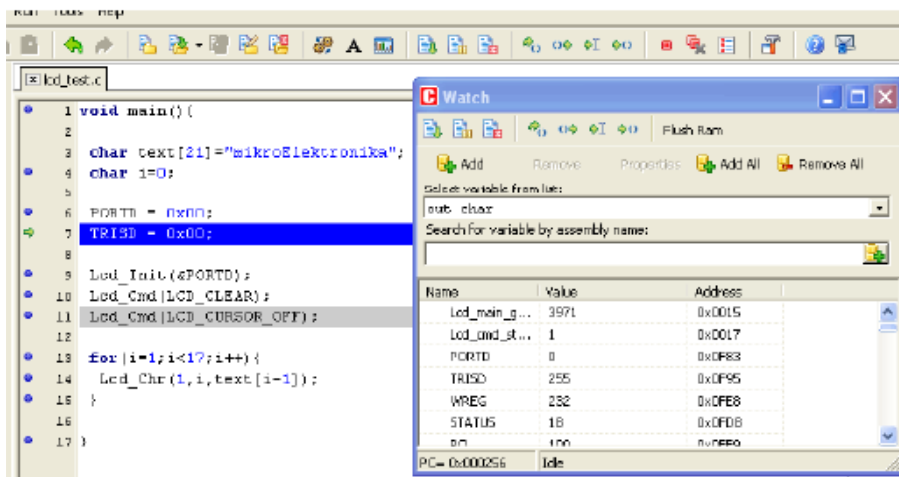 Run Tools Help
lcd_test.c
1 void main(){
2
3 char text[21]="mikroElektronika";
4 char i=0;
5
6 PORTD = 0x00;
7 TRISD = 0x00;
8
9 Lcd_Init(&PORTD);
10 Lcd_Cmd(LCD_CLEAR);
11 Lcd_Cmd(LCD_CURSOR_OFF);
12
13 for(i=1;i<17;i++){
14 Lcd_Chr(1,i,text[i-1]);
15 }
16
17 }
Watch
Flush Ram
Add Remove Properties Add All Remove All
Select variable from list:
out_char
Search for variable by assembly name:
Name Value Address
Lcd_main_g... 3971 0x0015
Lcd_cmd_st... 1 0x0017
PORTD 0 0x0F83
TRISD 255 0x0F95
WREG 232 0x0FE8
STATUS 18 0x0FD8
PC= 0x000256 Idle